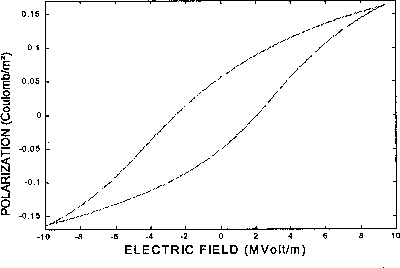 0.15
0.1
0.05
0
-0.05
-0.1
-0.15
-10 -8 -6 -4 -2 0 2 4 6 8 10
POLARIZATION (Coulomb/m²)
ELECTRIC FIELD (MVolt/m)